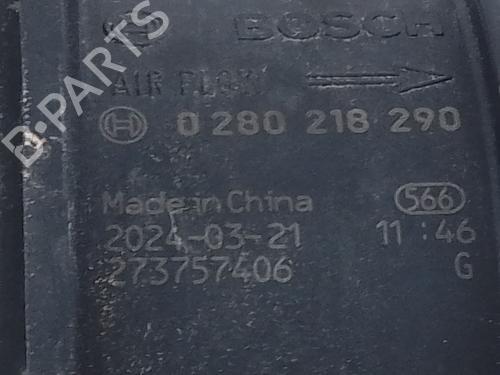 BOSCH
AIR FLOW
0 280 218 290
Made in China 566
2024-03-21 11:46
273757406 G
B-PARTS